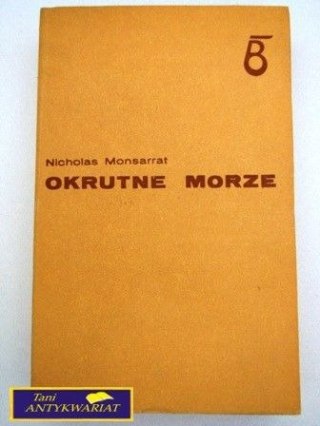 B
Nicholas Monsarrat
OKRUTNE MORZE
Tani
ANTYKWARIAT